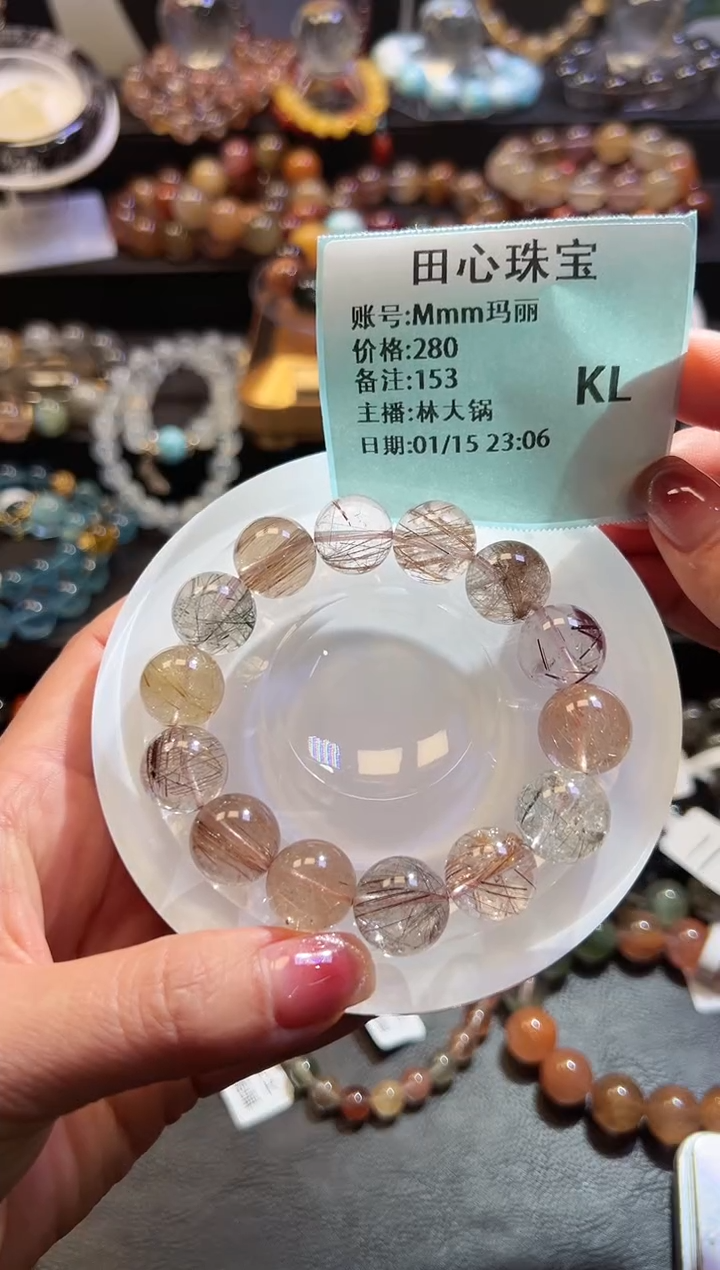 田心珠宝
账号:Mmm玛丽
价格:280
备注:153
KL
主播:林大锅
日期:01/15 23:06